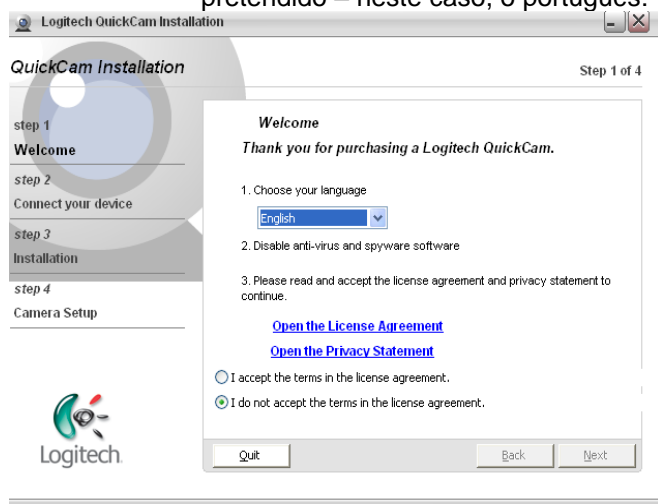 pretendido – neste caso, o português.
Logitech QuickCam Installation
QuickCam Installation
Step 1 of 4
step 1
Welcome
step 2
Connect your device
step 3
Installation
step 4
Camera Setup
Logitech
Welcome
Thank you for purchasing a Logitech QuickCam.
1. Choose your language
English
2. Disable anti-virus and spyware software
3. Please read and accept the license agreement and privacy statement to
continue.
Open the License Agreement
Open the Privacy Statement
I accept the terms in the license agreement.
I do not accept the terms in the license agreement.
Quit
Back
Next